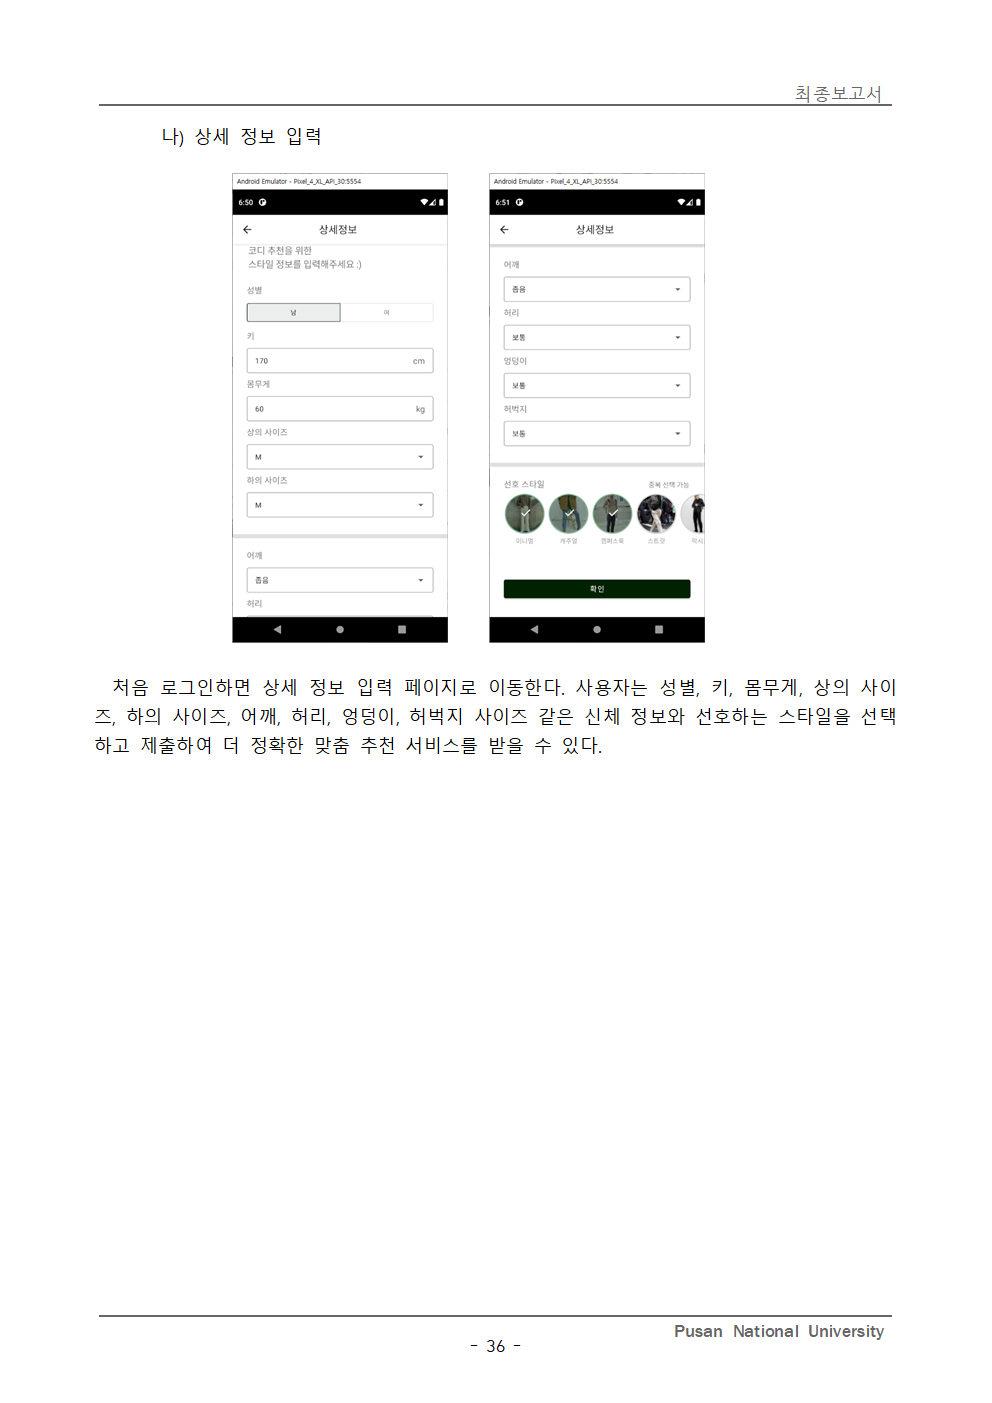 최종보고서
나) 상세 정보 입력
Android Emulator - Pixel_4_XL_API_30:5554
6:50
상세정보
코디 추천을 위한
스타일 정보를 입력해주세요 :)
성별
남 여
키
170 cm
몸무게
60 kg
상의 사이즈
M
하의 사이즈
M
어깨
좁음
허리
Android Emulator - Pixel_4_XL_API_30:5554
6:51
상세정보
어깨
좁음
허리
보통
엉덩이
보통
허벅지
보통
선호 스타일 중복 선택 가능
미니멀 캐주얼 캠퍼스룩 스트릿
확인
처음 로그인하면 상세 정보 입력 페이지로 이동한다. 사용자는 성별, 키, 몸무게, 상의 사이
즈, 하의 사이즈, 어깨, 허리, 엉덩이, 허벅지 사이즈 같은 신체 정보와 선호하는 스타일을 선택
하고 제출하여 더 정확한 맞춤 추천 서비스를 받을 수 있다.
Pusan National University
- 36 -